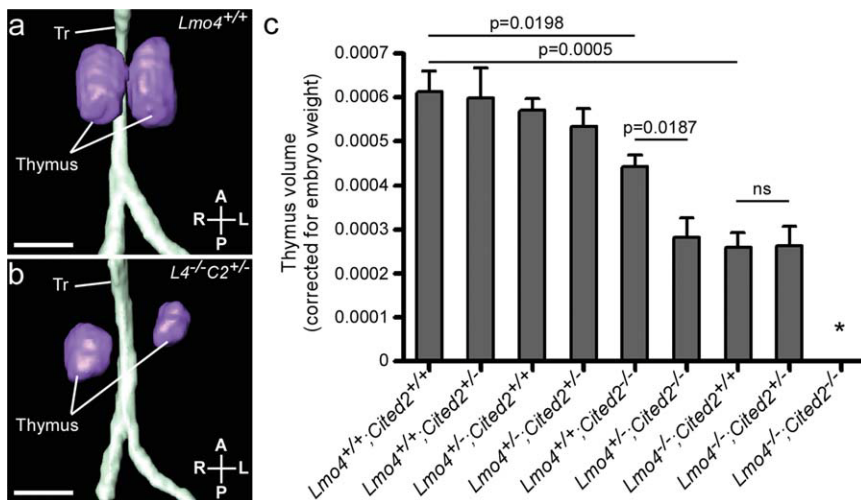 a
Lmo4+/+
Tr
Thymus
A
R L
P
b
L4-/-C2+/-
Tr
Thymus
A
R L
P
c
Thymus volume
(corrected for embryo weight)
0.0007
0.0006
0.0005
0.0004
0.0003
0.0002
0.0001
0
p=0.0198
p=0.0005
p=0.0187
ns
*
Lmo4+/+;Cited2+/+
Lmo4+/+;Cited2+/-
Lmo4+/-;Cited2+/+
Lmo4+/-;Cited2+/-
Lmo4+/+;Cited2-/-
Lmo4+/-;Cited2-/-
Lmo4-/-;Cited2+/+
Lmo4-/-;Cited2+/-
Lmo4-/-;Cited2-/-